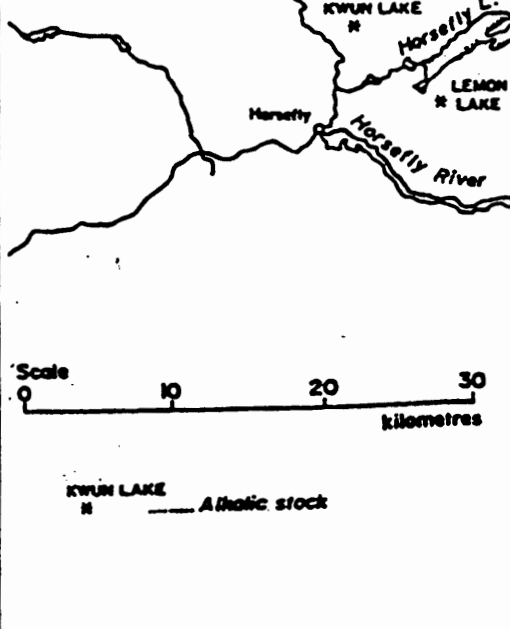 KWUN LAKE
Horsefly L.
LEMON
LAKE
Horsefly
Horsefly River
Scale
0 10 20 30
kilometres
KWUN LAKE
Alkalic stock